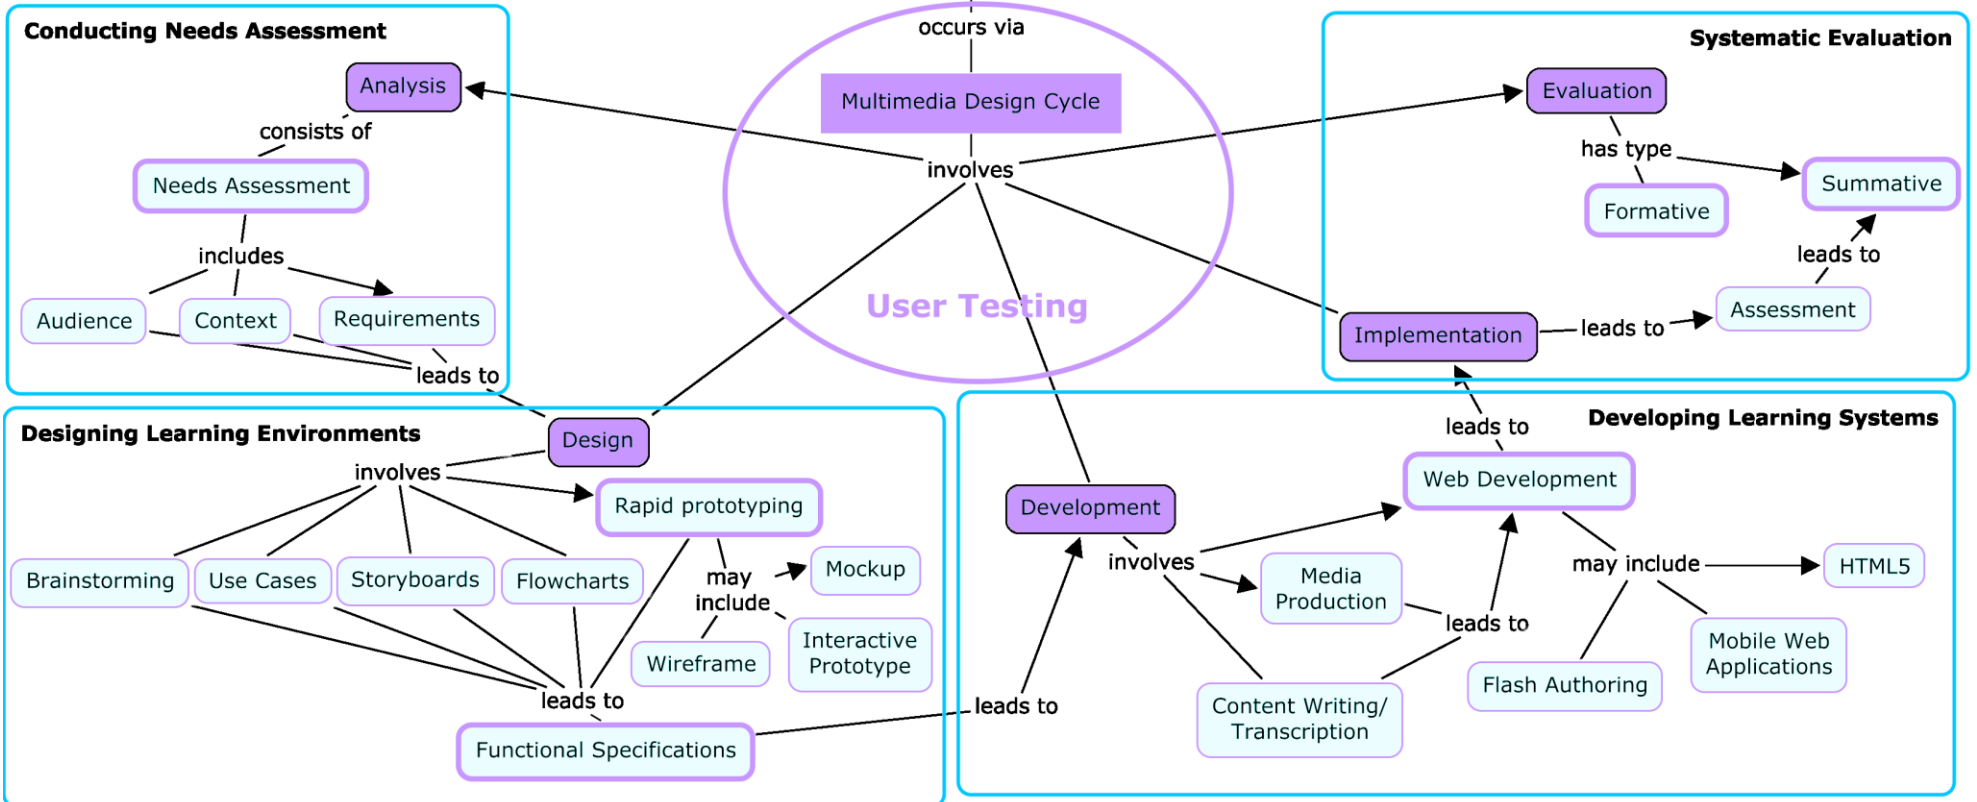 Conducting Needs Assessment
Analysis
consists of
Needs Assessment
includes
Audience
Context
Requirements
leads to
occurs via
Multimedia Design Cycle
involves
User Testing
Systematic Evaluation
Evaluation
has type
Summative
Formative
leads to
Assessment
leads to
Implementation
Designing Learning Environments
Design
involves
Rapid prototyping
Brainstorming
Use Cases
Storyboards
Flowcharts
may
include
Mockup
Wireframe
Interactive
Prototype
leads to
Functional Specifications
leads to
Developing Learning Systems
leads to
Web Development
Development
involves
Media
Production
leads to
Content Writing/
Transcription
may include
HTML5
Mobile Web
Applications
Flash Authoring